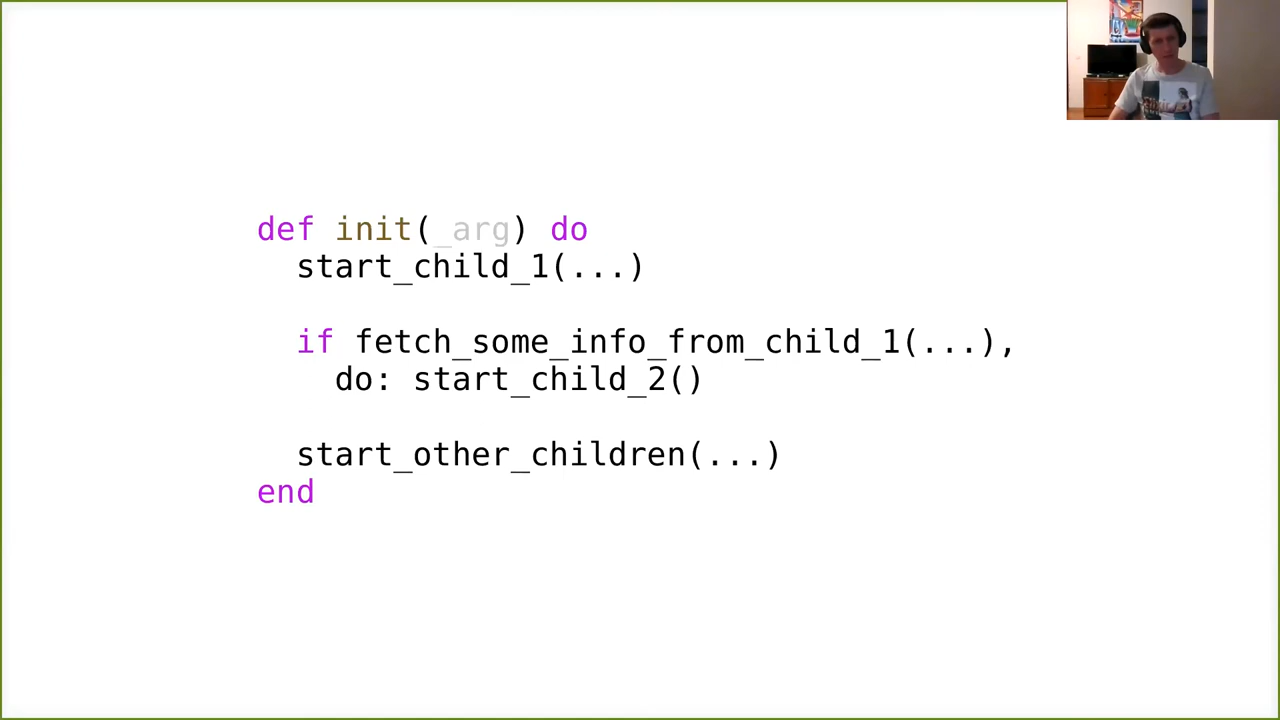 def init(_arg) do
start_child_1(...)
if fetch_some_info_from_child_1(...),
do: start_child_2()
start_other_children(...)
end